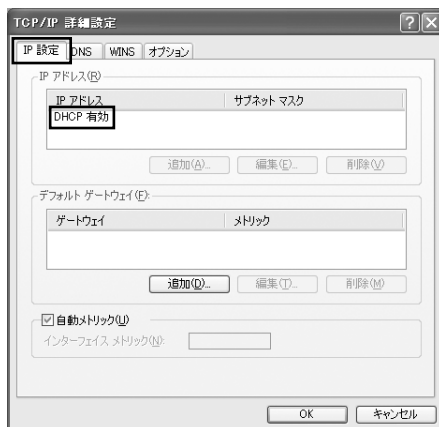 TCP/IP 詳細設定
IP 設定 DNS WINS オプション
IP アドレス(R)
IP アドレス サブネット マスク
DHCP 有効
追加(A)... 編集(E)... 削除(V)
デフォルト ゲートウェイ(F):
ゲートウェイ メトリック
追加(D)... 編集(T)... 削除(M)
自動メトリック(U)
インターフェイス メトリック(N):
OK キャンセル